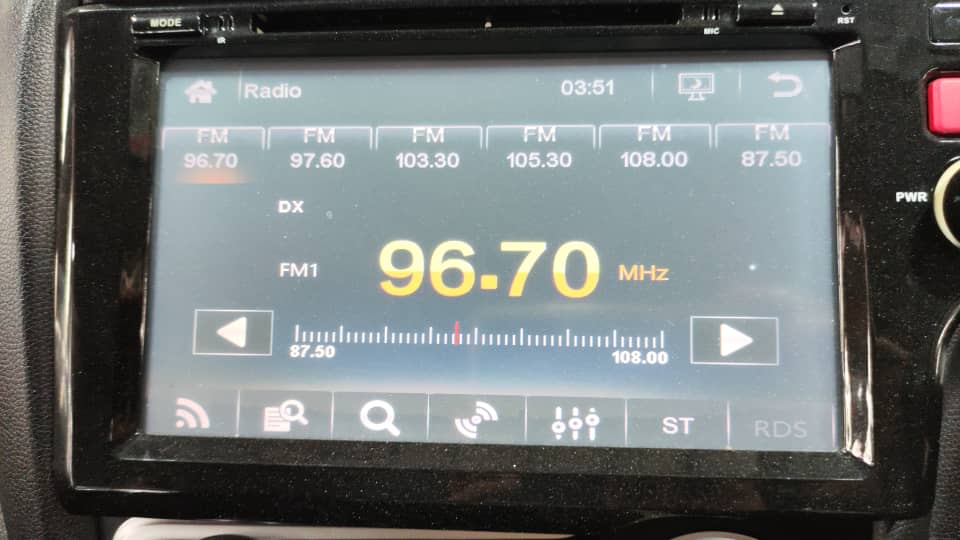 MODE
IR
MIC
RST
Radio 03:51
FM FM FM FM FM FM
96.70 97.60 103.30 105.30 108.00 87.50
PWR
DX
FM1 96.70 MHz
87.50 108.00
ST RDS